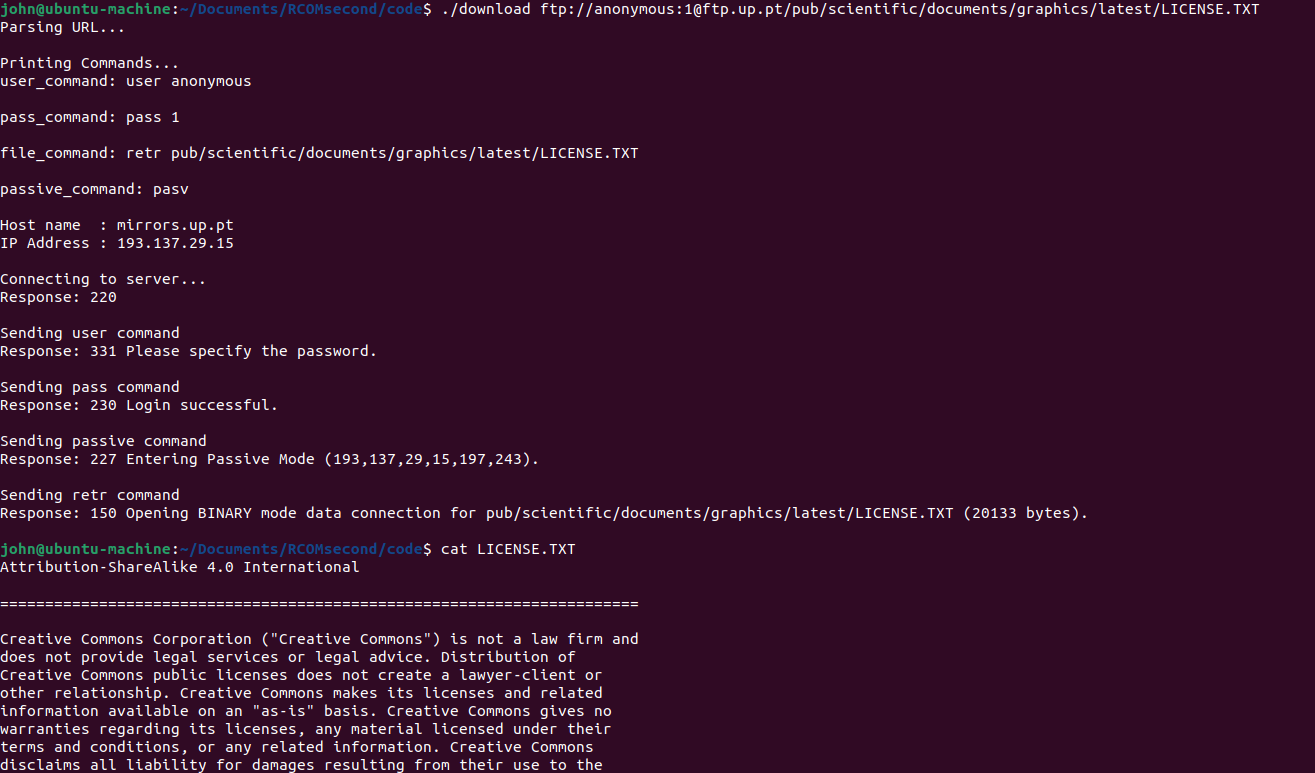 john@ubuntu-machine:~/Documents/RCOMsecond/code$ ./download ftp://anonymous:1@ftp.up.pt/pub/scientific/documents/graphics/latest/LICENSE.TXT
Parsing URL...
Printing Commands...
user_command: user anonymous
pass_command: pass 1
file_command: retr pub/scientific/documents/graphics/latest/LICENSE.TXT
passive_command: pasv
Host name  : mirrors.up.pt
IP Address : 193.137.29.15
Connecting to server...
Response: 220
Sending user command
Response: 331 Please specify the password.
Sending pass command
Response: 230 Login successful.
Sending passive command
Response: 227 Entering Passive Mode (193,137,29,15,197,243).
Sending retr command
Response: 150 Opening BINARY mode data connection for pub/scientific/documents/graphics/latest/LICENSE.TXT (20133 bytes).
john@ubuntu-machine:~/Documents/RCOMsecond/code$ cat LICENSE.TXT
Attribution-ShareAlike 4.0 International
=======================================================================
Creative Commons Corporation ("Creative Commons") is not a law firm and
does not provide legal services or legal advice. Distribution of
Creative Commons public licenses does not create a lawyer-client or
other relationship. Creative Commons makes its licenses and related
information available on an "as-is" basis. Creative Commons gives no
warranties regarding its licenses, any material licensed under their
terms and conditions, or any related information. Creative Commons
disclaims all liability for damages resulting from their use to the